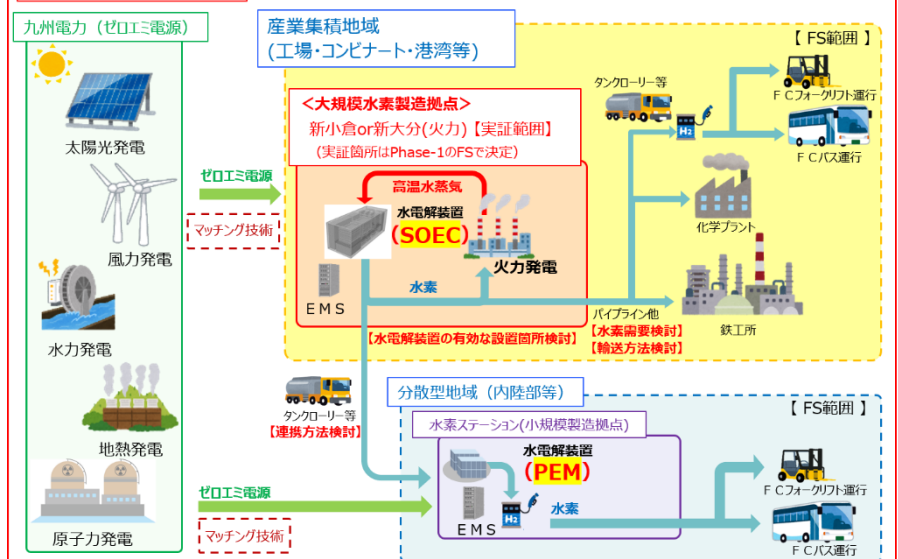 九州電力（ゼロエミ電源）
太陽光発電
風力発電
水力発電
地熱発電
原子力発電
ゼロエミ電源
マッチング技術
ゼロエミ電源
マッチング技術
産業集積地域
(工場・コンビナート・港湾等)
【 FS範囲 】
＜大規模水素製造拠点＞
新小倉or新大分(火力)【実証範囲】
（実証箇所はPhase-1のFSで決定）
高温水蒸気
水電解装置
(SOEC)
火力発電
EMS
水素
【水電解装置の有効な設置箇所検討】
タンクローリー等
H2
ＦＣフォークリフト運行
ＦＣバス運行
化学プラント
鉄工所
パイプライン他
【水素需要検討】
【輸送方法検討】
タンクローリー等
【連携方法検討】
分散型地域（内陸部等）
【 FS範囲 】
水素ステーション(小規模製造拠点)
水電解装置
(PEM)
EMS
H2
水素
ＦＣフォークリフト運行
ＦＣバス運行